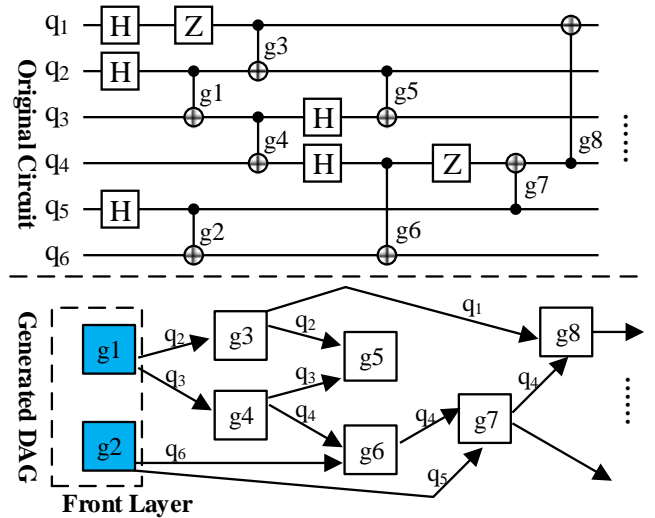 Original Circuit
q1 H Z g3
q2 H g1 g5
q3 g4 H g8
q4 H Z g7
q5 H g2 g6
q6
Generated DAG
g1 q2 g3 q2 g5 q1 g8
q3 g4 q3 q4 q4 g7 q4
g2 q6 g6 q5
Front Layer